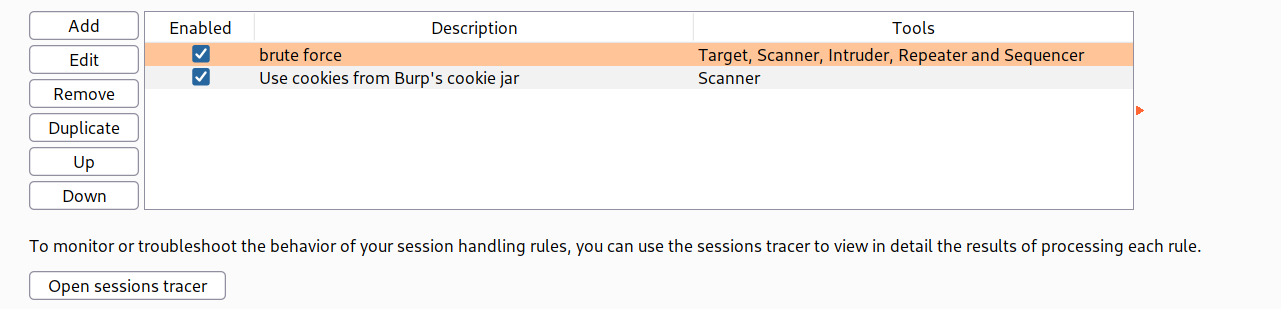 Add
Edit
Remove
Duplicate
Up
Down
Enabled Description Tools
brute force Target, Scanner, Intruder, Repeater and Sequencer
Use cookies from Burp's cookie jar Scanner
To monitor or troubleshoot the behavior of your session handling rules, you can use the sessions tracer to view in detail the results of processing each rule.
Open sessions tracer